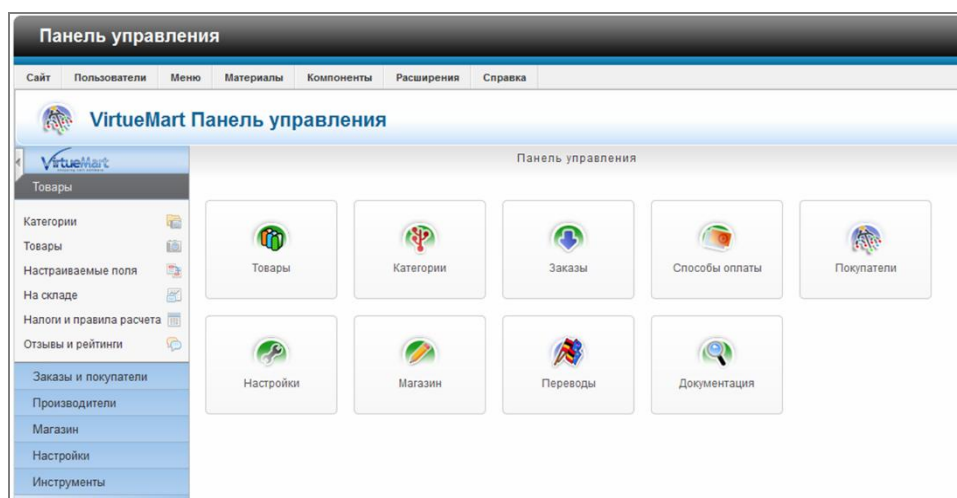 Панель управления
Сайт Пользователи Меню Материалы Компоненты Расширения Справка
VirtueMart Панель управления
VirtueMart
Панель управления
Товары
Категории
Товары
Настраиваемые поля
На складе
Налоги и правила расчета
Отзывы и рейтинги
Заказы и покупатели
Производители
Магазин
Настройки
Инструменты
Товары Категории Заказы Способы оплаты Покупатели
Настройки Магазин Переводы Документация